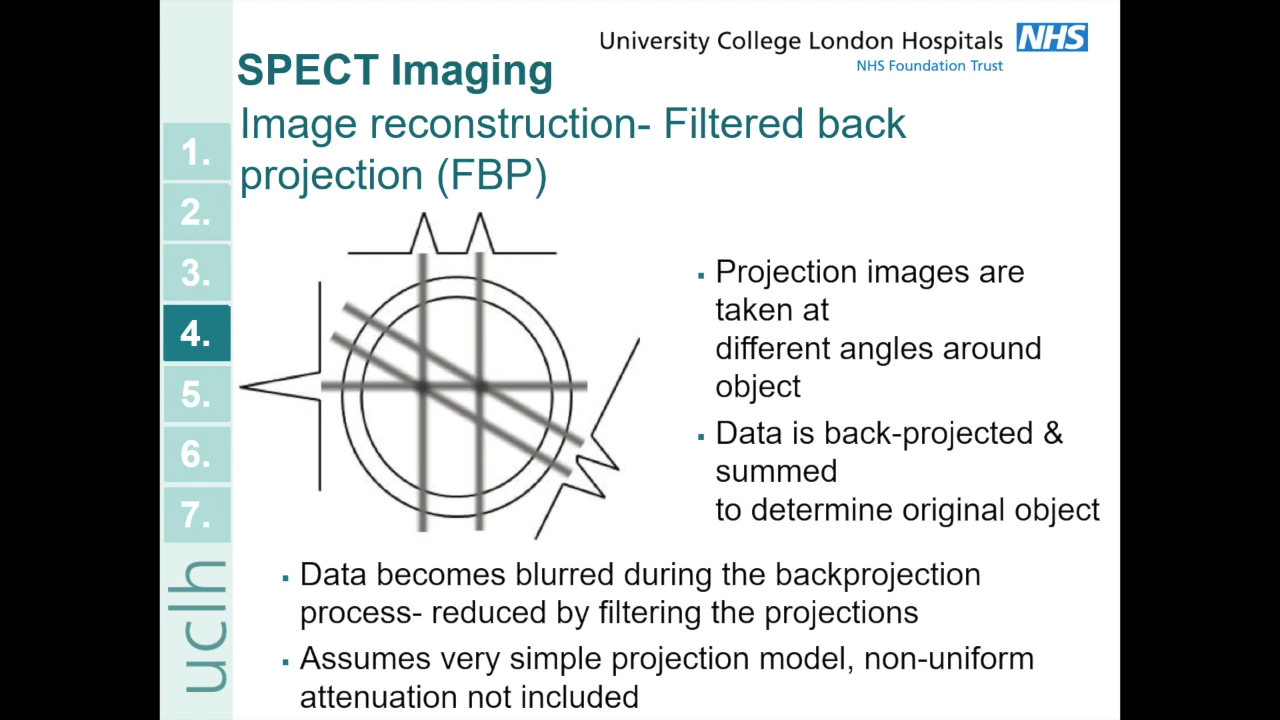 University College London Hospitals NHS
NHS Foundation Trust
SPECT Imaging
Image reconstruction- Filtered back
projection (FBP)
1.
2.
3.
4.
5.
6.
7.
uclh
▪ Projection images are
taken at
different angles around
object
▪ Data is back-projected &
summed
to determine original object
▪ Data becomes blurred during the backprojection
process- reduced by filtering the projections
▪ Assumes very simple projection model, non-uniform
attenuation not included